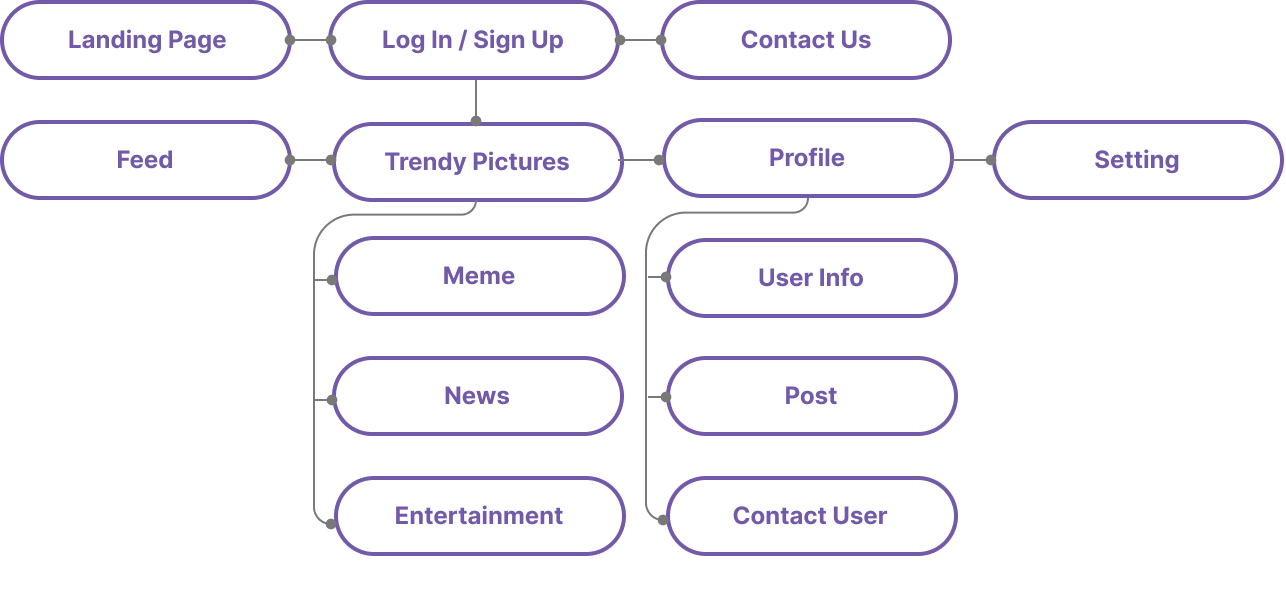 Landing Page
Log In / Sign Up
Contact Us
Feed
Trendy Pictures
Profile
Setting
Meme
User Info
News
Post
Entertainment
Contact User